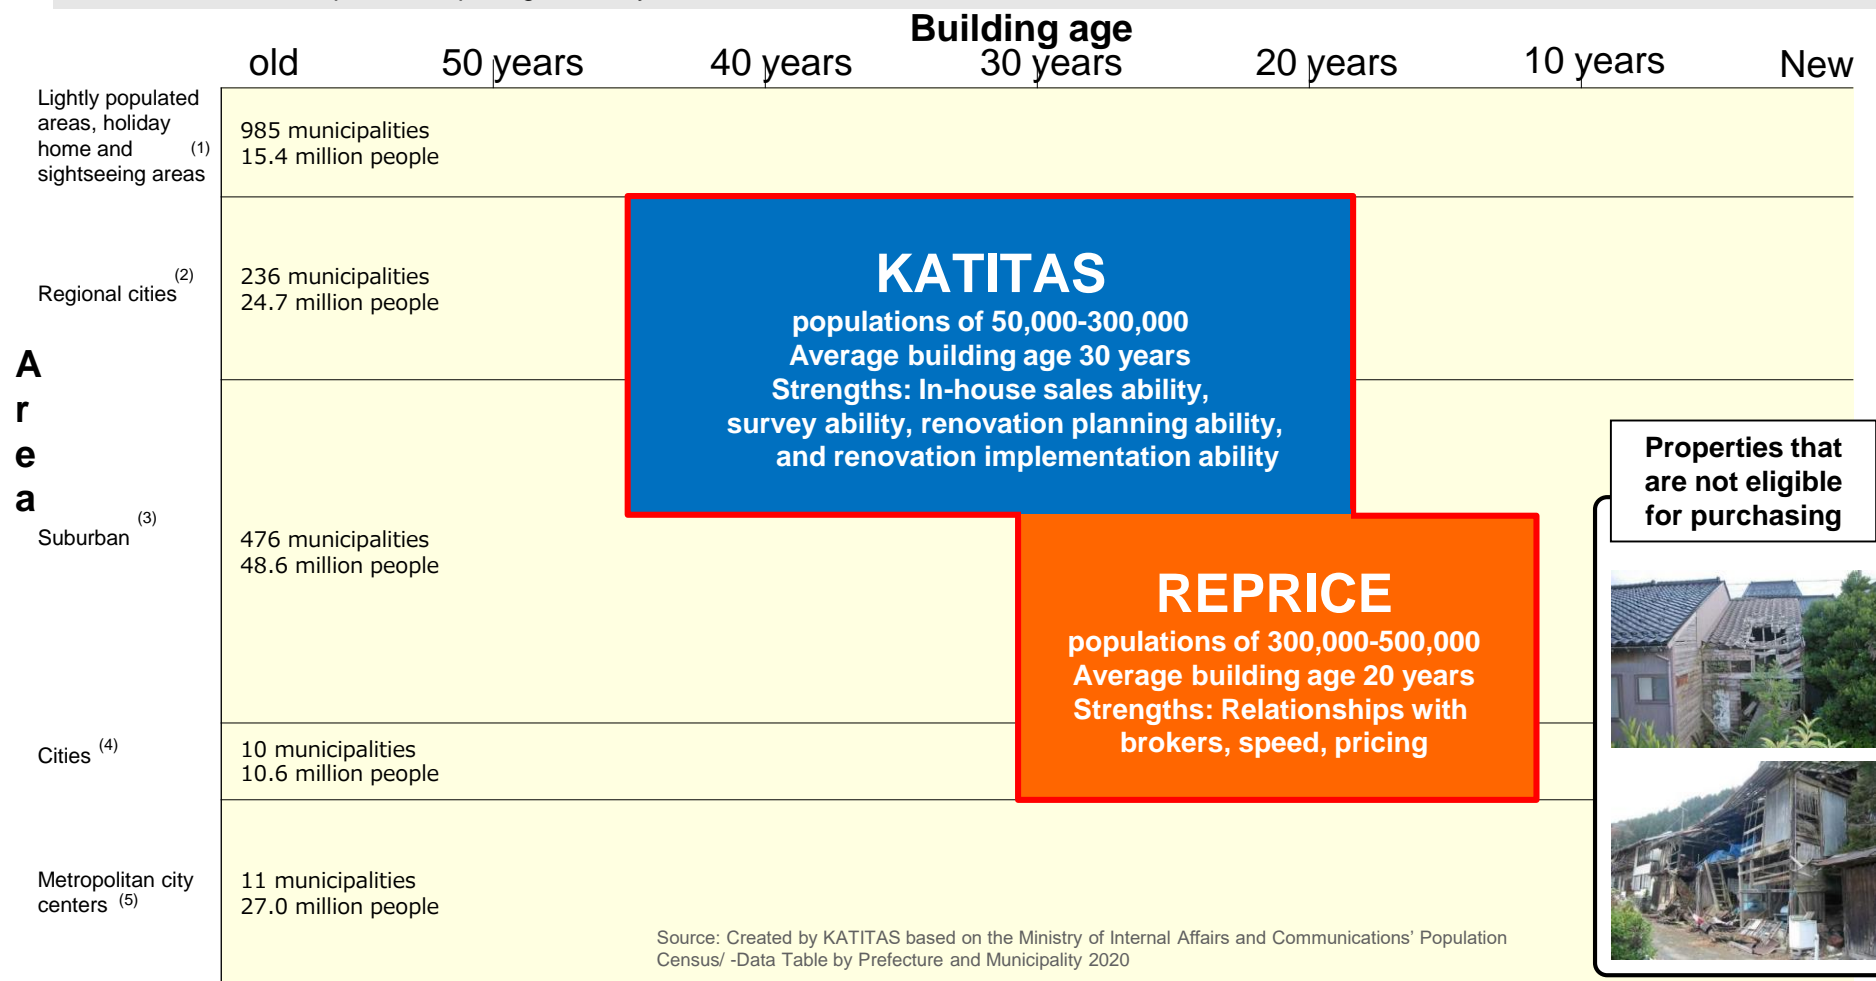 Building age
old 50 years 40 years 30 years 20 years 10 years New
Lightly populated
areas, holiday
home and (1)
sightseeing areas
985 municipalities
15.4 million people
Regional cities (2)
236 municipalities
24.7 million people
KATITAS
populations of 50,000-300,000
Average building age 30 years
Strengths: In-house sales ability,
survey ability, renovation planning ability,
and renovation implementation ability
Area
Properties that
are not eligible
for purchasing
Suburban (3)
476 municipalities
48.6 million people
REPRICE
populations of 300,000-500,000
Average building age 20 years
Strengths: Relationships with
brokers, speed, pricing
Cities (4)
10 municipalities
10.6 million people
Metropolitan city
centers (5)
11 municipalities
27.0 million people
Source: Created by KATITAS based on the Ministry of Internal Affairs and Communications' Population
Census/ -Data Table by Prefecture and Municipality 2020